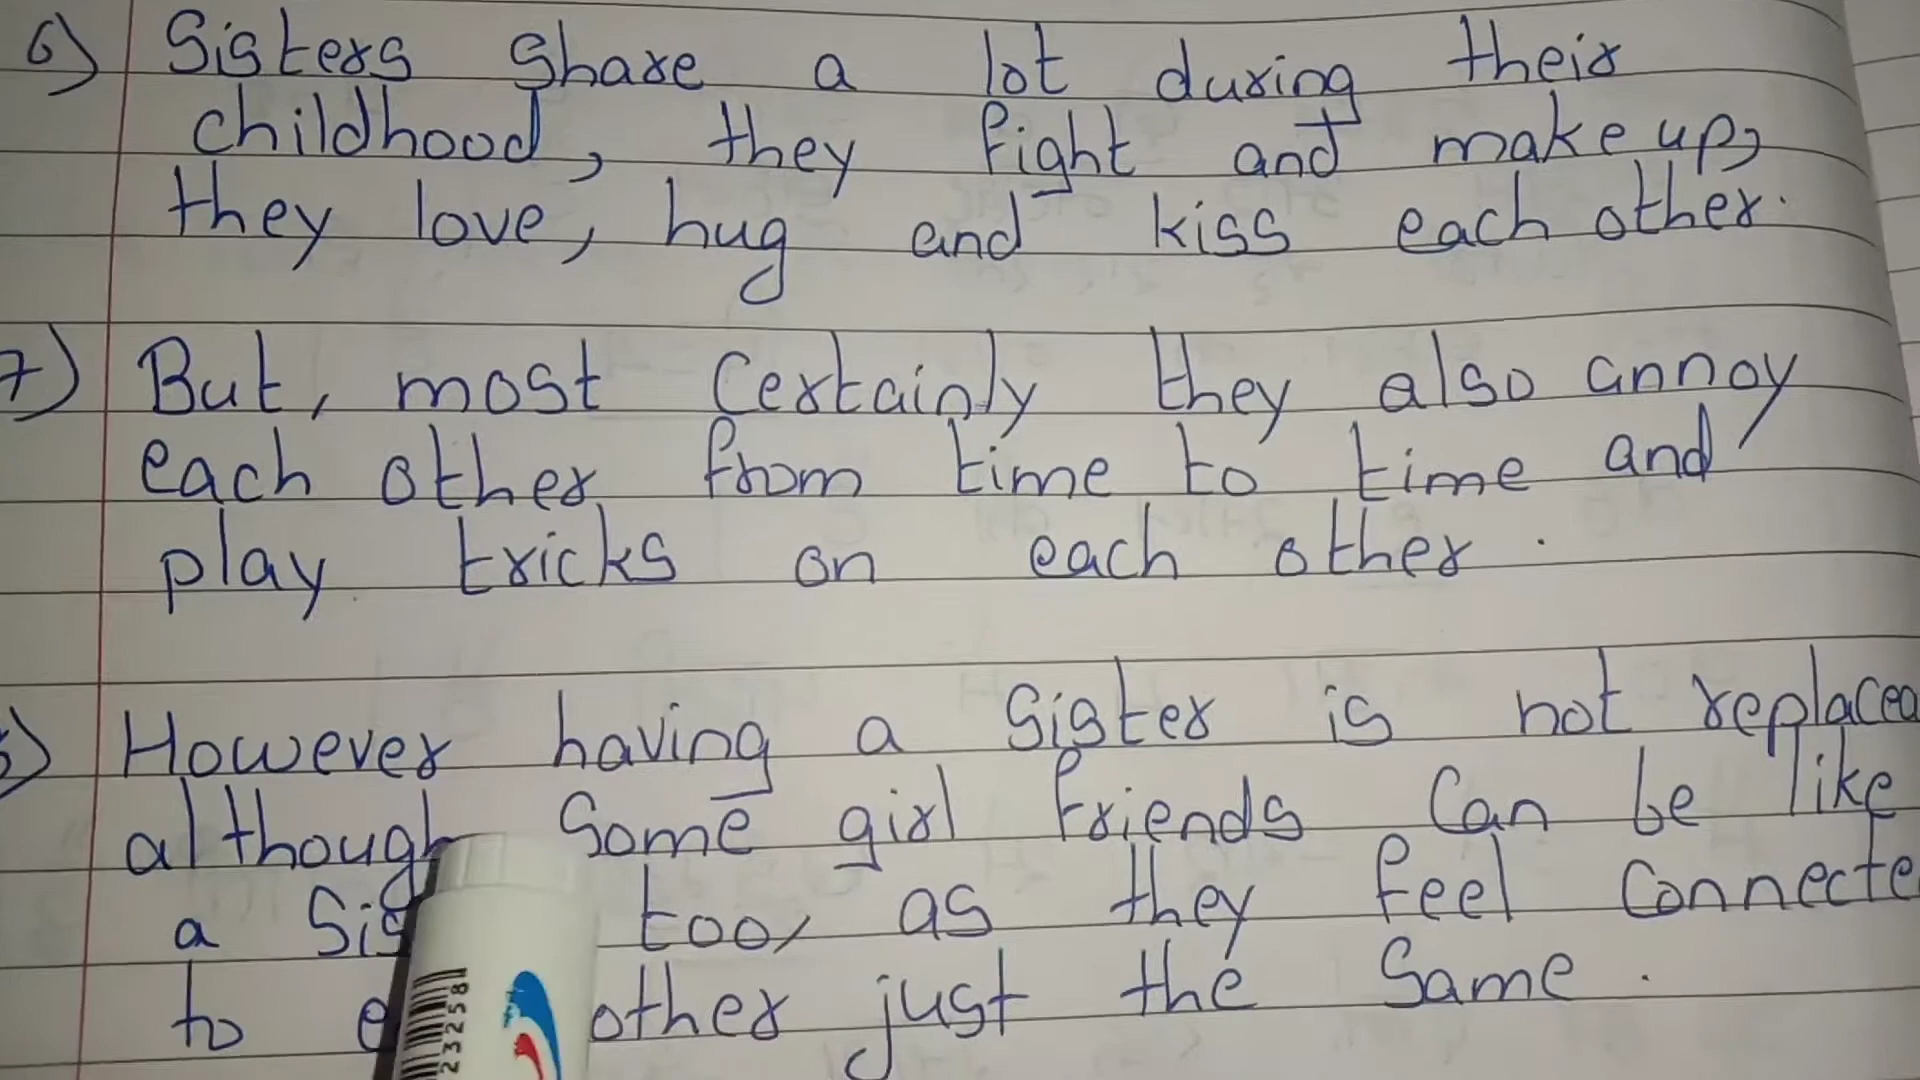 6) Sisters share a lot during their
childhood, they fight and make up,
they love, hug and kiss each other.
7) But, most certainly they also annoy
each other from time to time and
play tricks on each other.
However having a sister is not
although some girl friends can be like
a too, as they feel
to other just the same.
232581